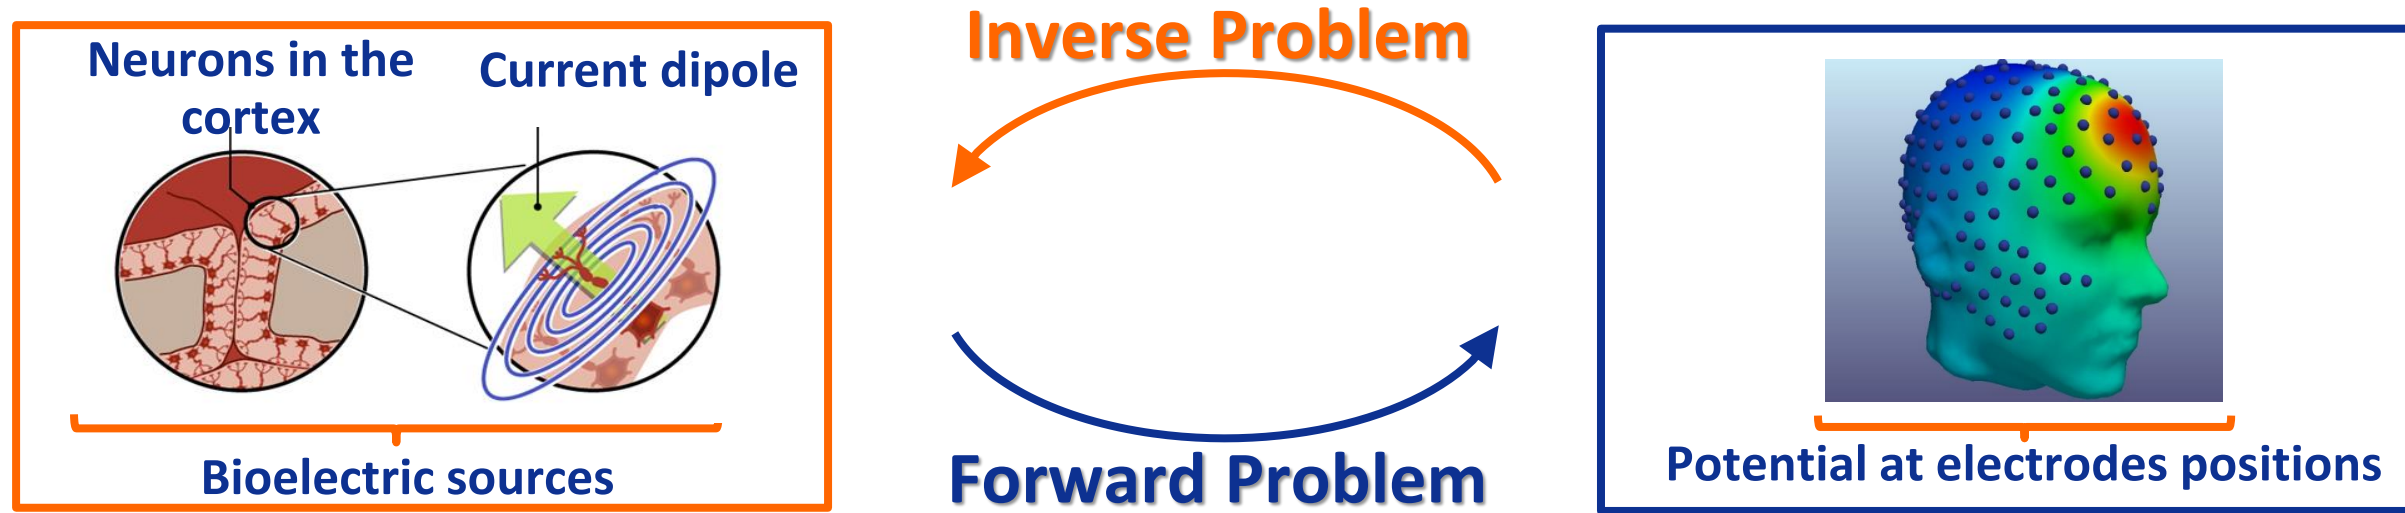 Neurons in the
cortex
Current dipole
Bioelectric sources
Inverse Problem
Forward Problem
Potential at electrodes positions